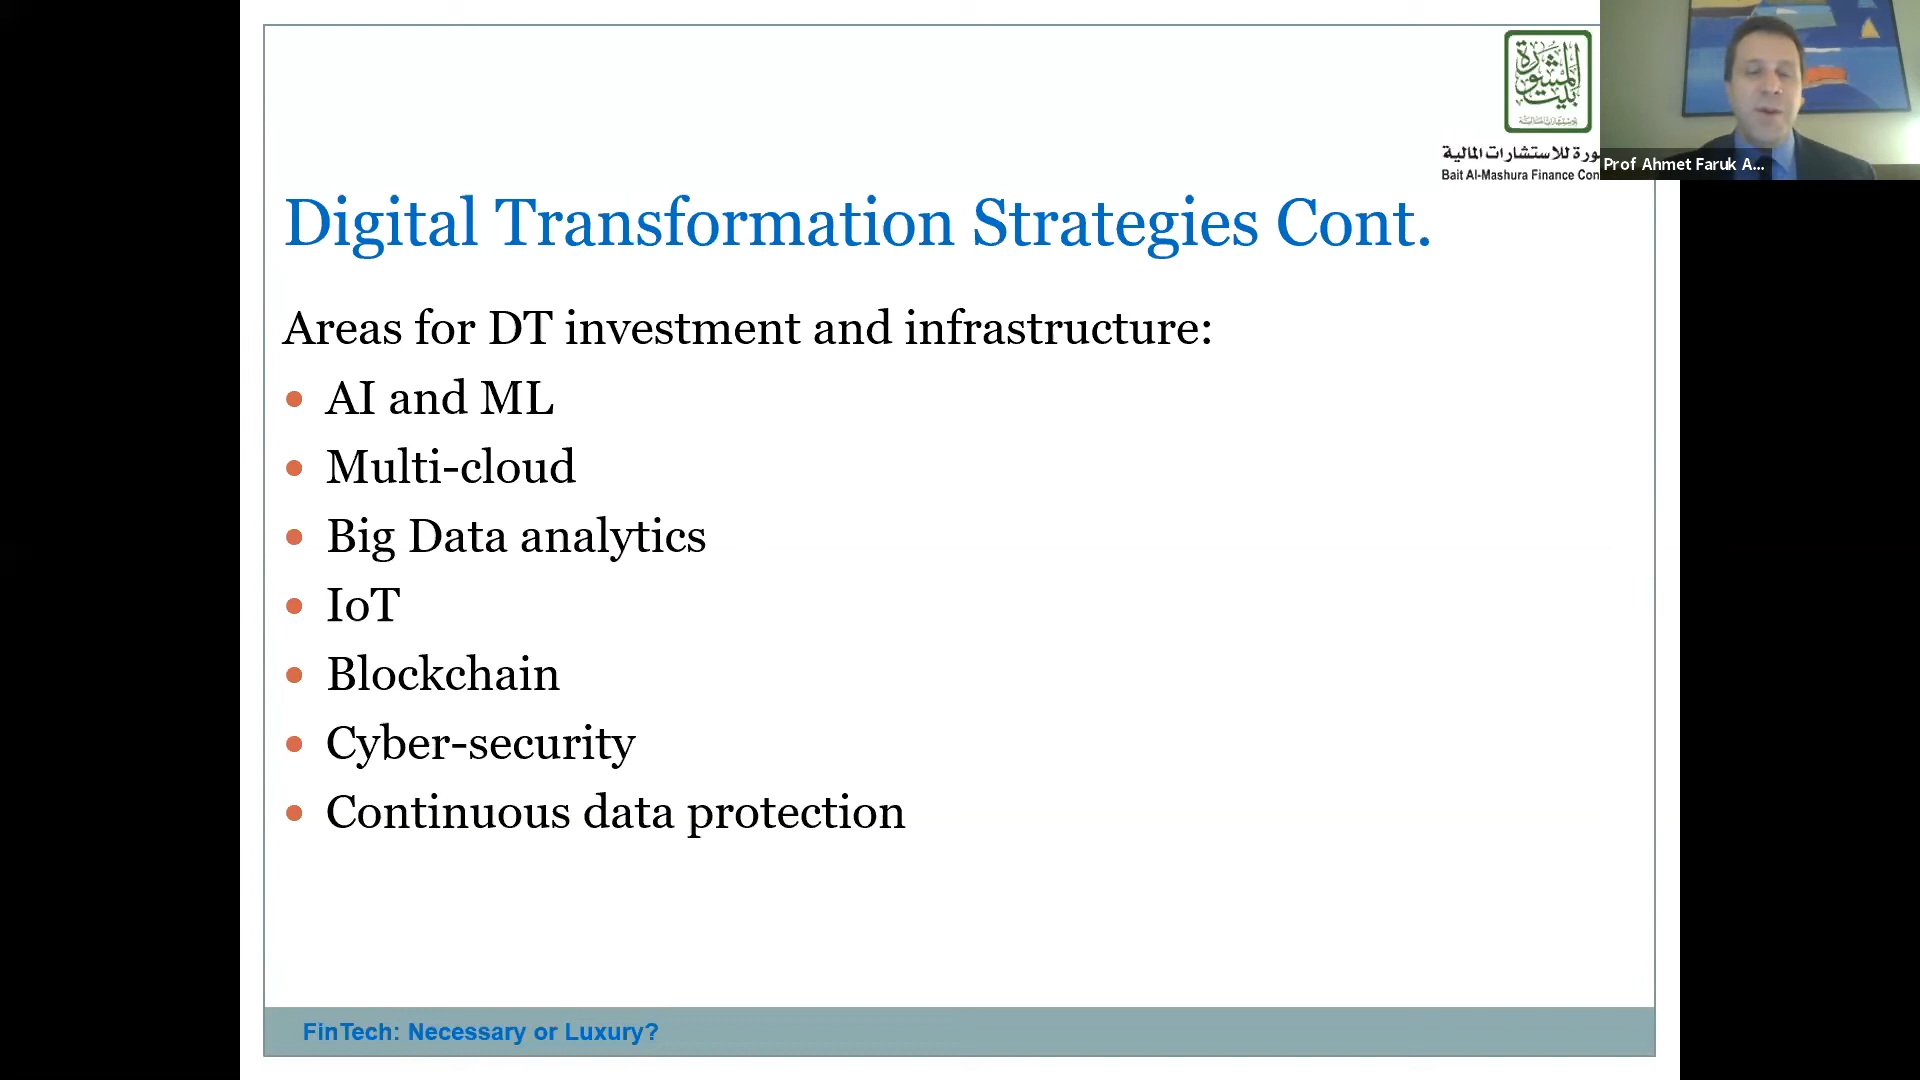 المشورة
بيت
للاستشارات المالية
Bait Al-Mashura Finance
Prof Ahmet Faruk A...
Digital Transformation Strategies Cont.
Areas for DT investment and infrastructure:
• AI and ML
• Multi-cloud
• Big Data analytics
• IoT
• Blockchain
• Cyber-security
• Continuous data protection
FinTech: Necessary or Luxury?